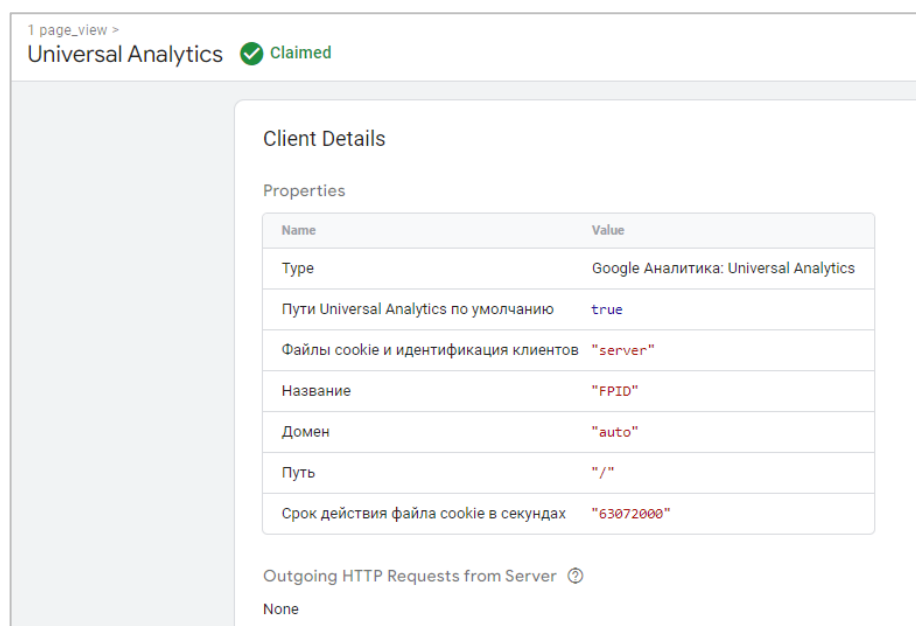 1 page_view >
Universal Analytics Claimed
Client Details
Properties
Name Value
Type Google Аналитика: Universal Analytics
Пути Universal Analytics по умолчанию true
Файлы cookie и идентификация клиентов "server"
Название "FPID"
Домен "auto"
Путь "/"
Срок действия файла cookie в секундах "63072000"
Outgoing HTTP Requests from Server ?
None